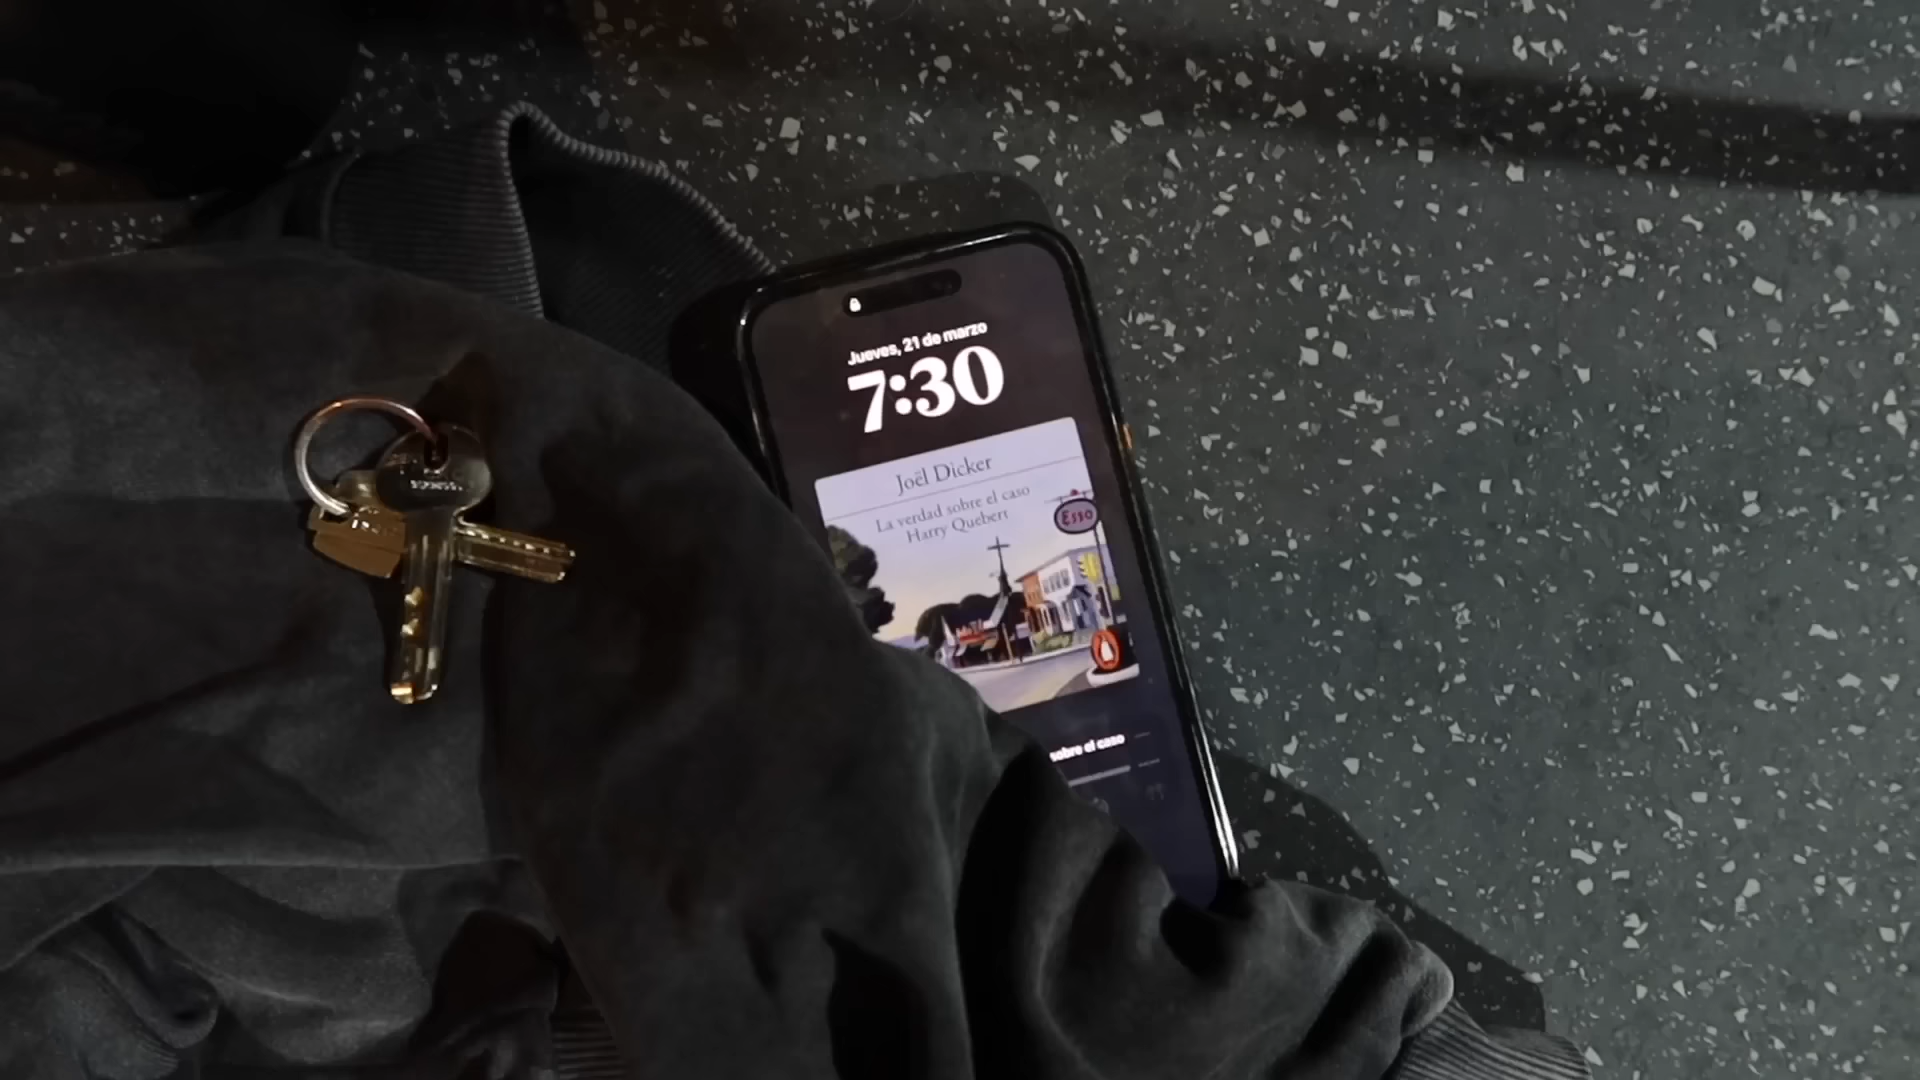 Jueves, 21 de marzo
7:30
Joël Dicker
La verdad sobre el caso
Harry Quebert
Esso
sobre el caso